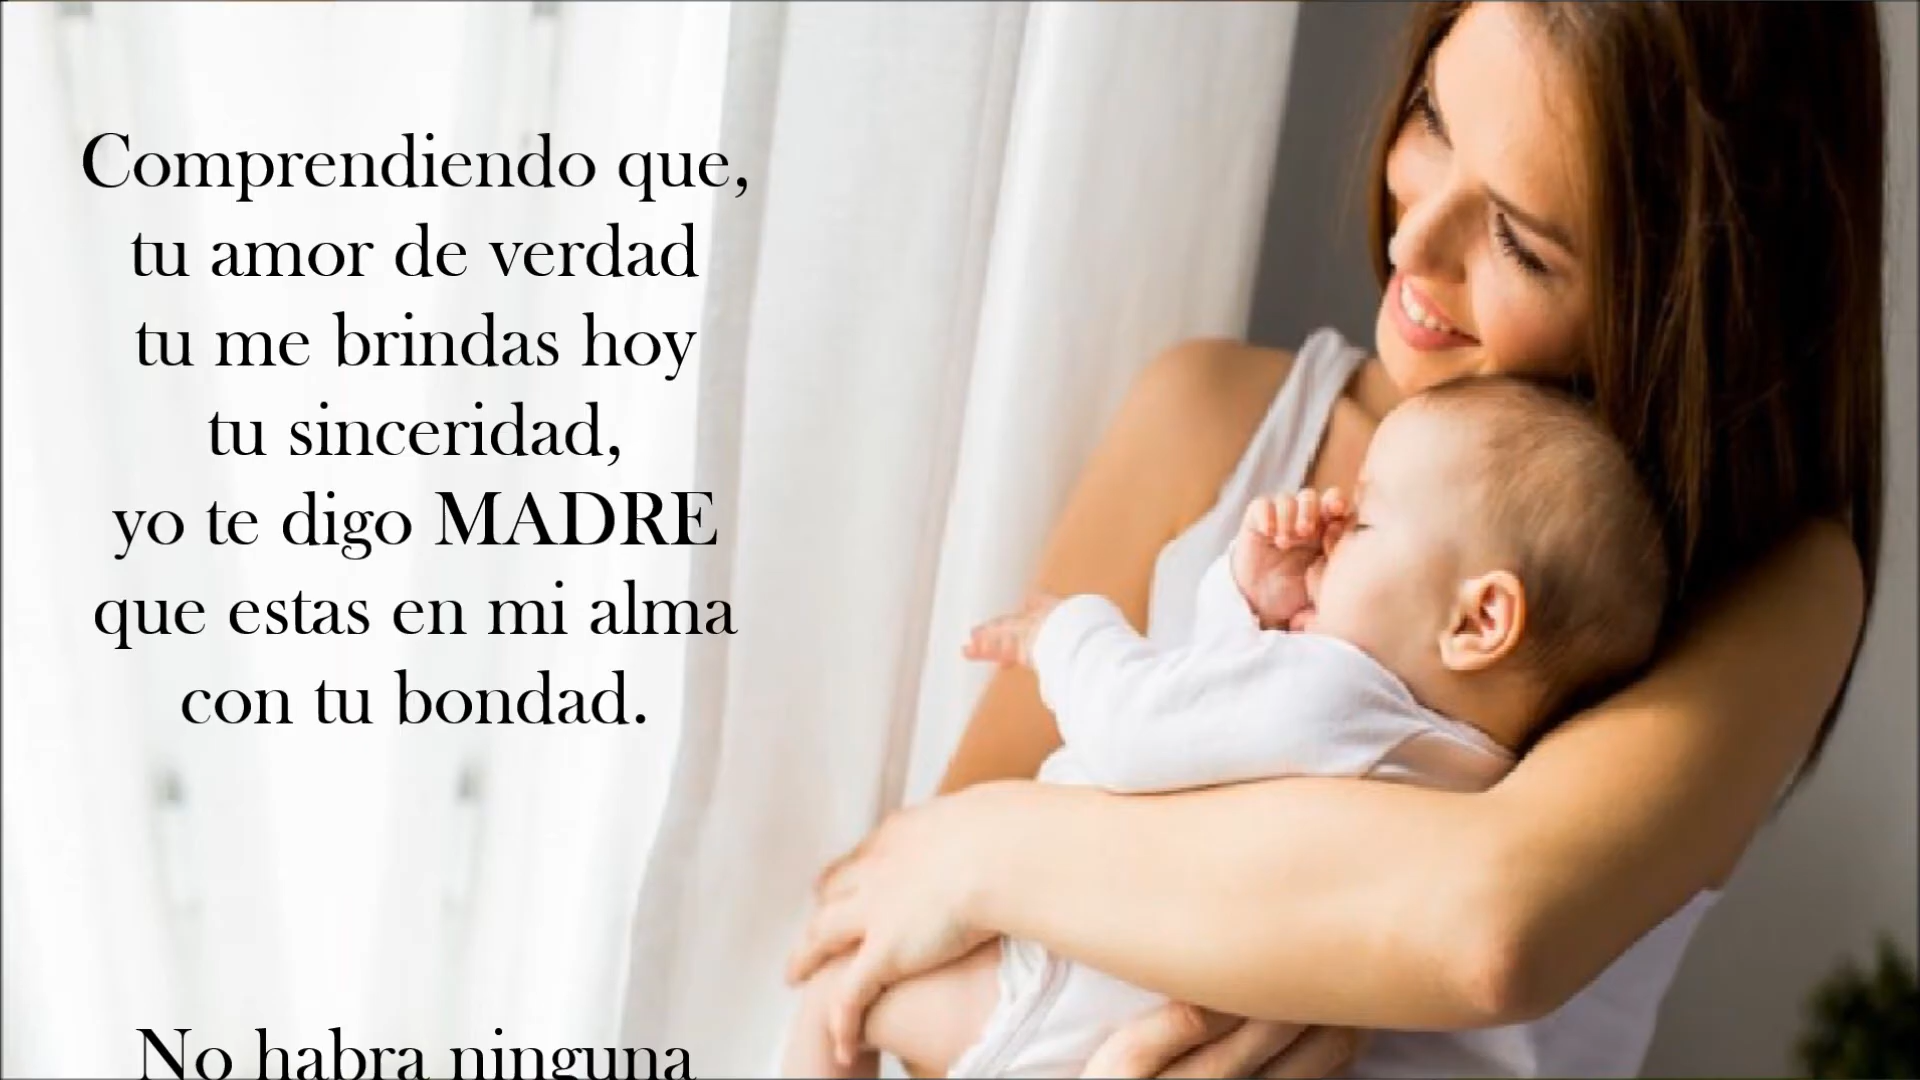 Comprendiendo que,
tu amor de verdad
tu me brindas hoy
tu sinceridad,
yo te digo MADRE
que estas en mi alma
con tu bondad.
No habra ninguna